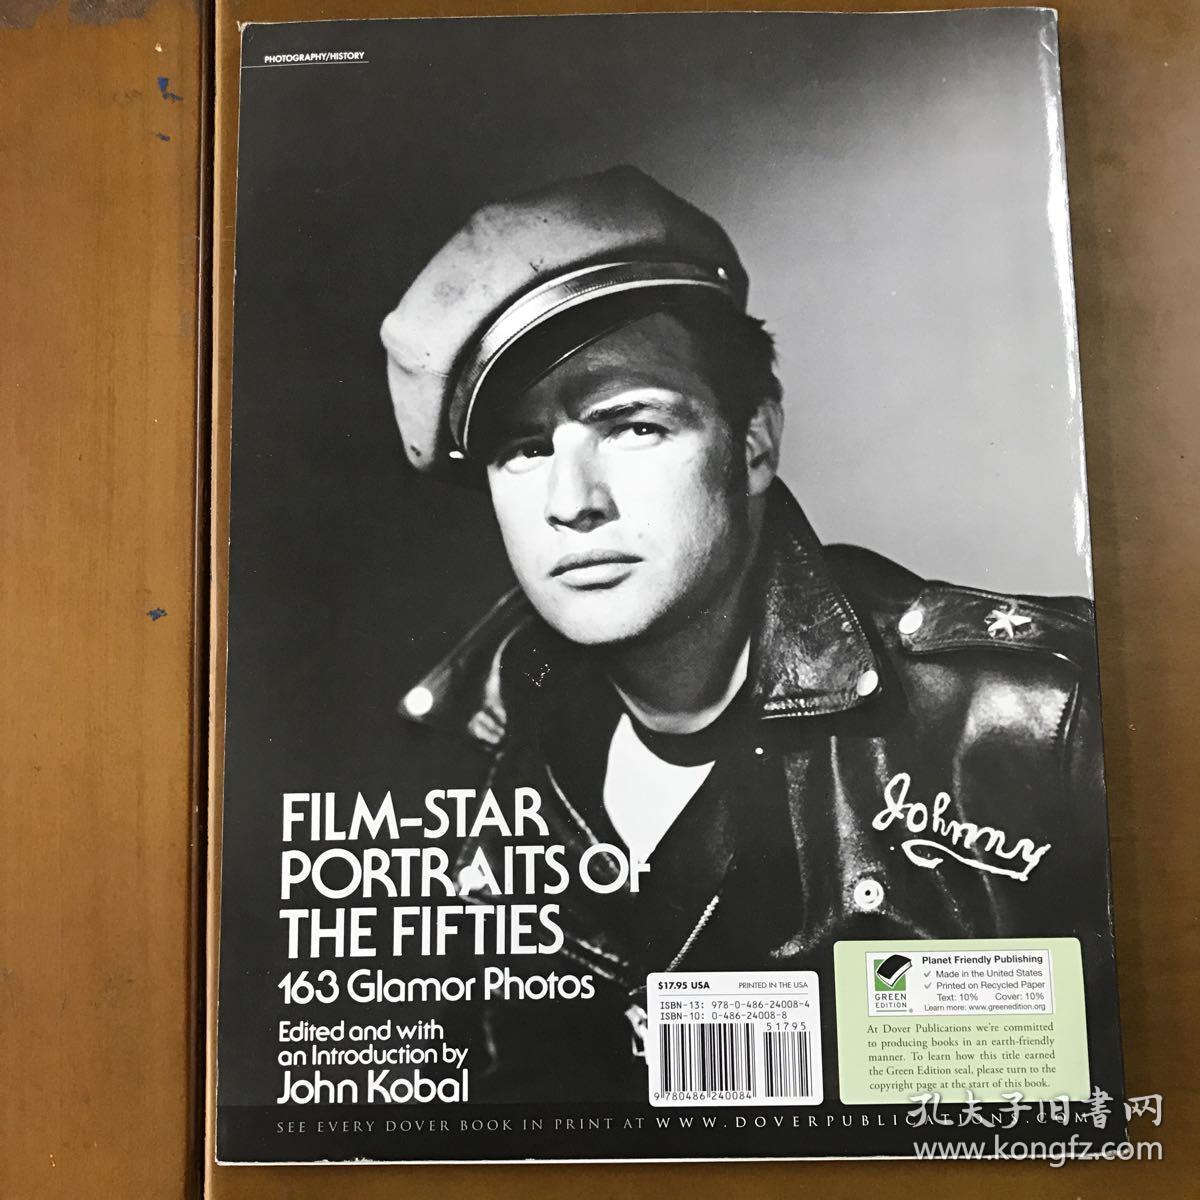 PHOTOGRAPHY/HISTORY
Johnny
FILM-STAR
PORTRAITS OF
THE FIFTIES
163 Glamor Photos
Edited and with
an Introduction by
John Kobal
$17.95 USA PRINTED IN THE USA
ISBN-13: 978-0-486-24008-4
ISBN-10: 0-486-24008-8
51795
9 780486 240084
GREEN
EDITION
Planet Friendly Publishing
✓ Made in the United States
✓ Printed on Recycled Paper
Text: 10% Cover: 10%
Learn more: www.greenedition.org
At Dover Publications we're committed
to producing books in an earth-friendly
manner. To learn how this title earned
the Green Edition seal, please turn to the
copyright page at the start of this book.
SEE EVERY DOVER BOOK IN PRINT AT WWW.DOVERPUBLICATIONS.COM
孔夫子旧書网
www.kongfz.com